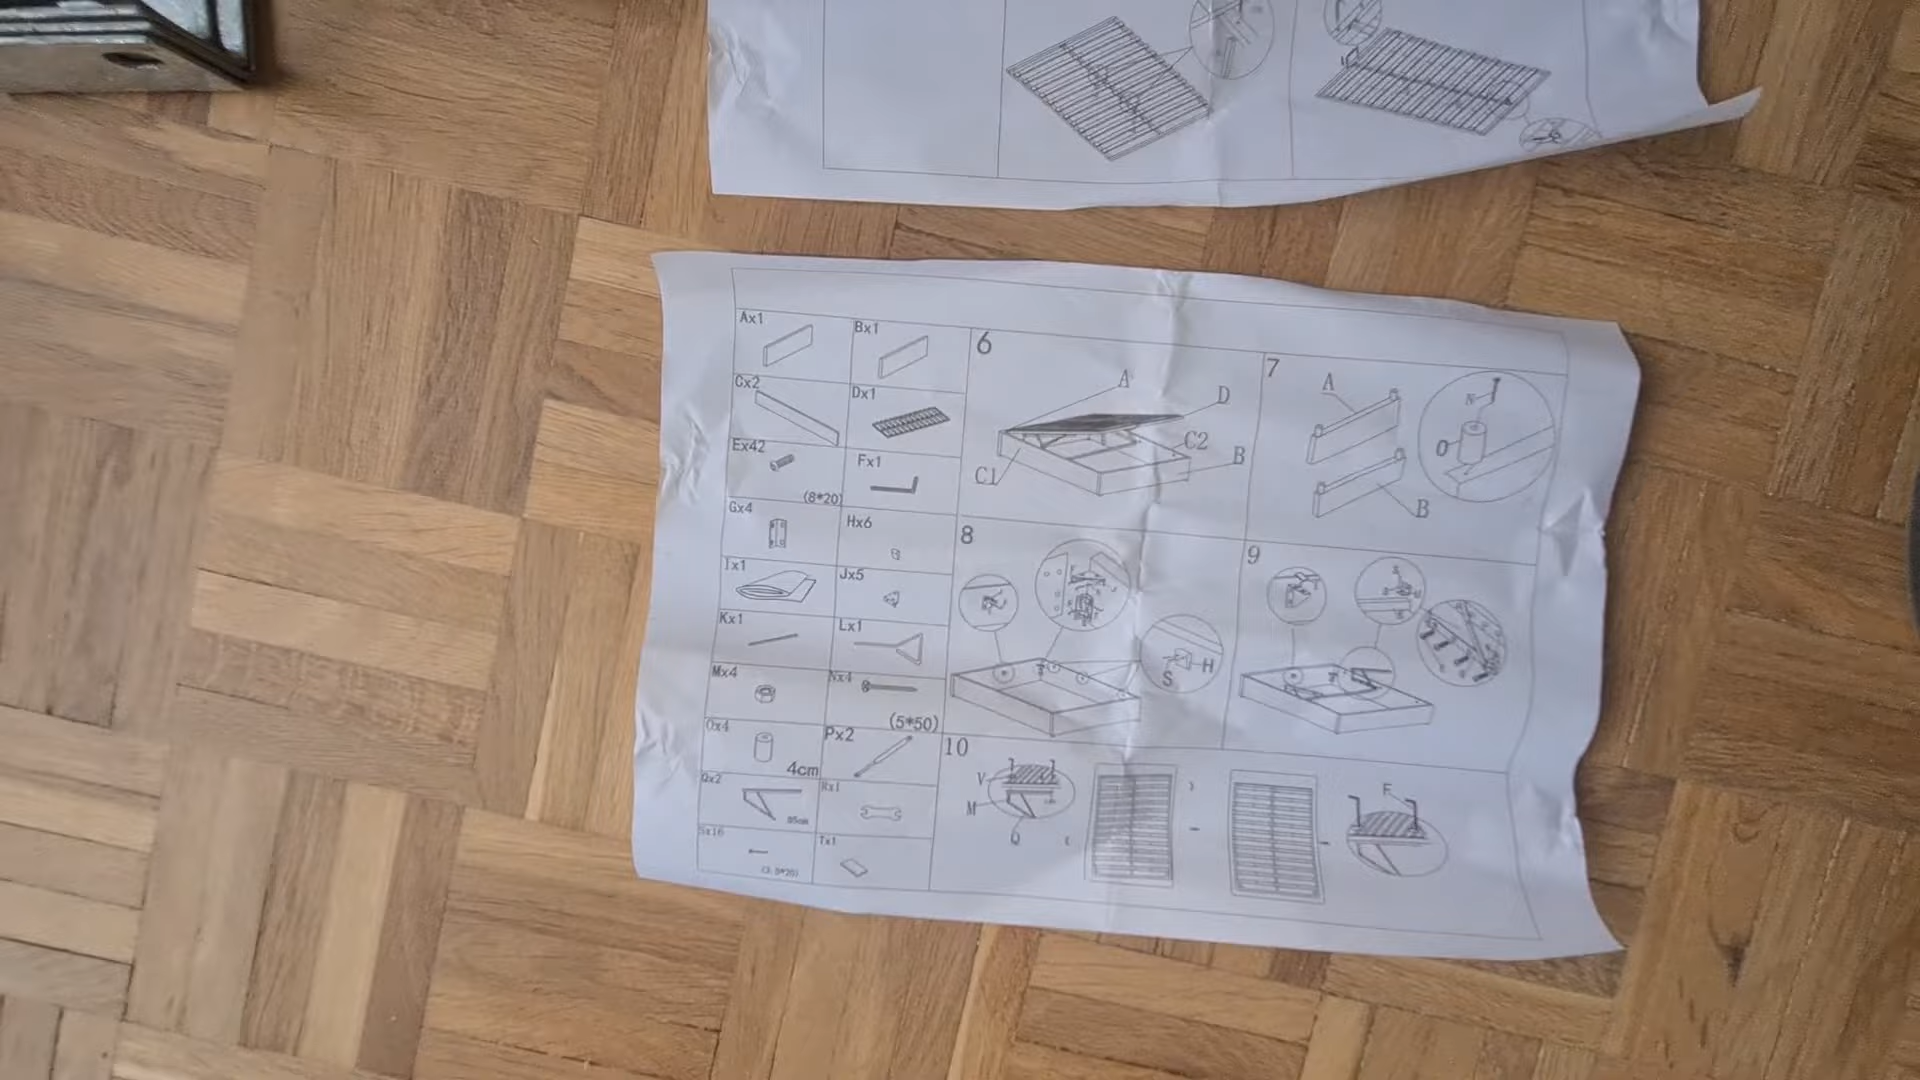 Ax1
Bx1
Cx2
Dx1
Ex42
(8*20)
Fx1
Gx4
Hx6
Ix1
Jx5
Kx1
Lx1
Mx4
Nx4
(5*50)
Ox4
4cm
Px2
Qx2
Rx1
Sx16
Tx1
6
A
D
C2
B
C1
7
A
N
O
B
8
H
S
9
10
V
M
Q
F